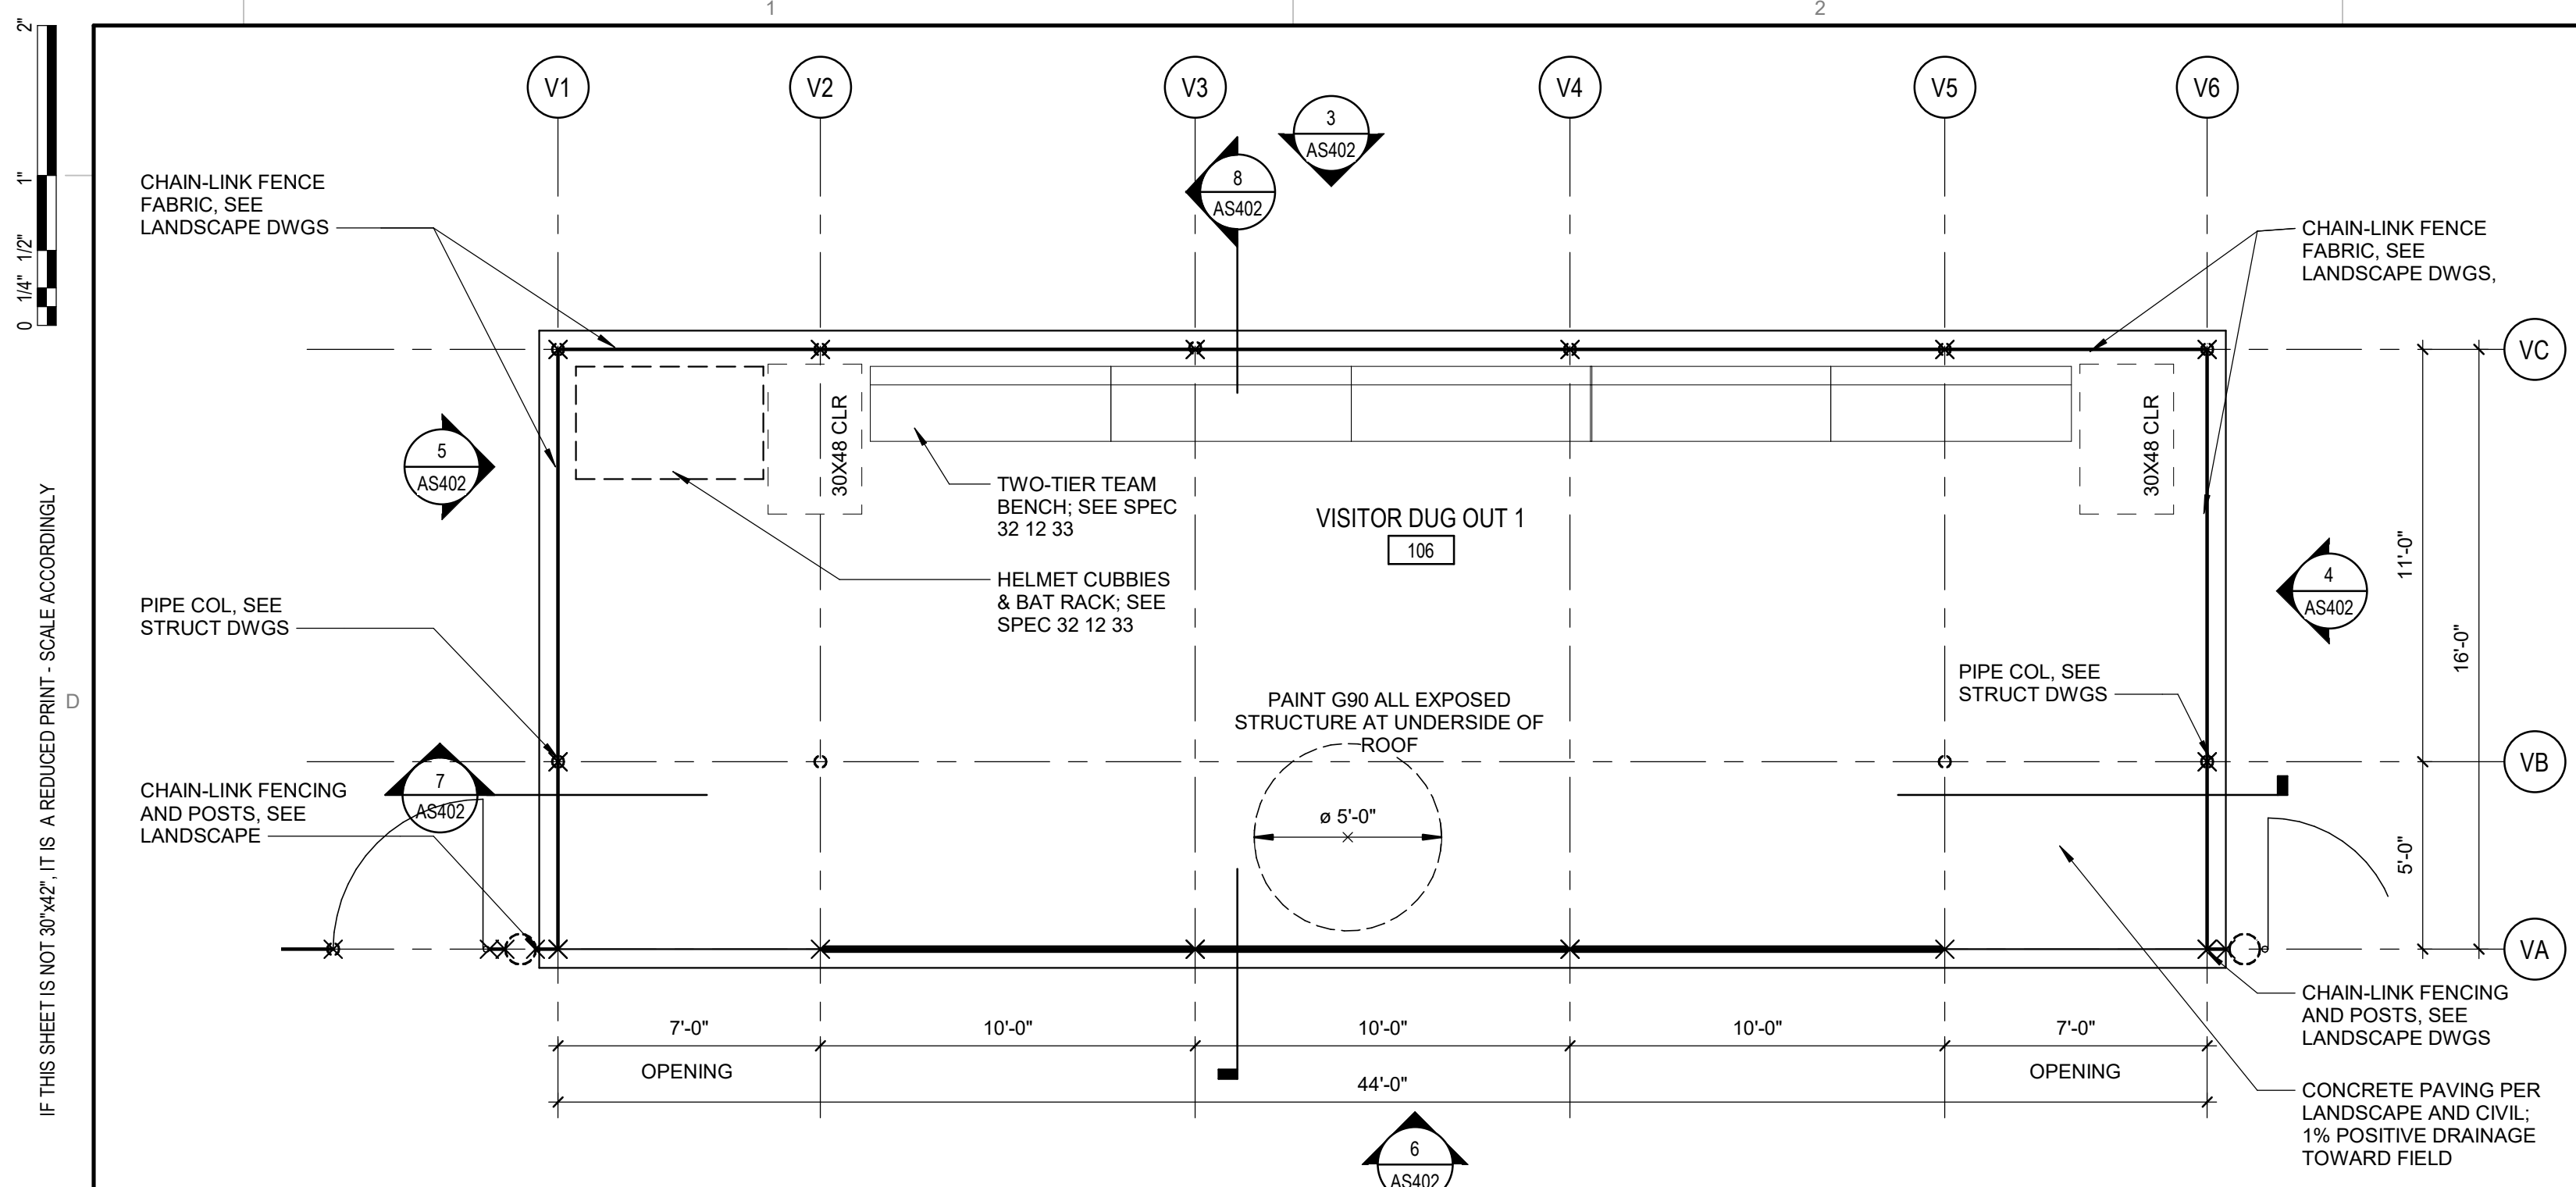 1
2
2"
1"
1/2"
1/4"
0
IF THIS SHEET IS NOT 30"x42", IT IS A REDUCED PRINT - SCALE ACCORDINGLY
D
V1
V2
V3
V4
V5
V6
3
AS402
8
AS402
CHAIN-LINK FENCE
FABRIC, SEE
LANDSCAPE DWGS
CHAIN-LINK FENCE
FABRIC, SEE
LANDSCAPE DWGS,
VC
30X48 CLR
30X48 CLR
5
AS402
TWO-TIER TEAM
BENCH; SEE SPEC
32 12 33
VISITOR DUG OUT 1
106
HELMET CUBBIES
& BAT RACK; SEE
SPEC 32 12 33
4
AS402
11'-0"
16'-0"
PIPE COL, SEE
STRUCT DWGS
PIPE COL, SEE
STRUCT DWGS
PAINT G90 ALL EXPOSED
STRUCTURE AT UNDERSIDE OF
ROOF
VB
7
AS402
CHAIN-LINK FENCING
AND POSTS, SEE
LANDSCAPE
ø 5'-0"
5'-0"
VA
CHAIN-LINK FENCING
AND POSTS, SEE
LANDSCAPE DWGS
7'-0"
10'-0"
10'-0"
10'-0"
7'-0"
OPENING
OPENING
44'-0"
CONCRETE PAVING PER
LANDSCAPE AND CIVIL;
1% POSITIVE DRAINAGE
TOWARD FIELD
6
AS402